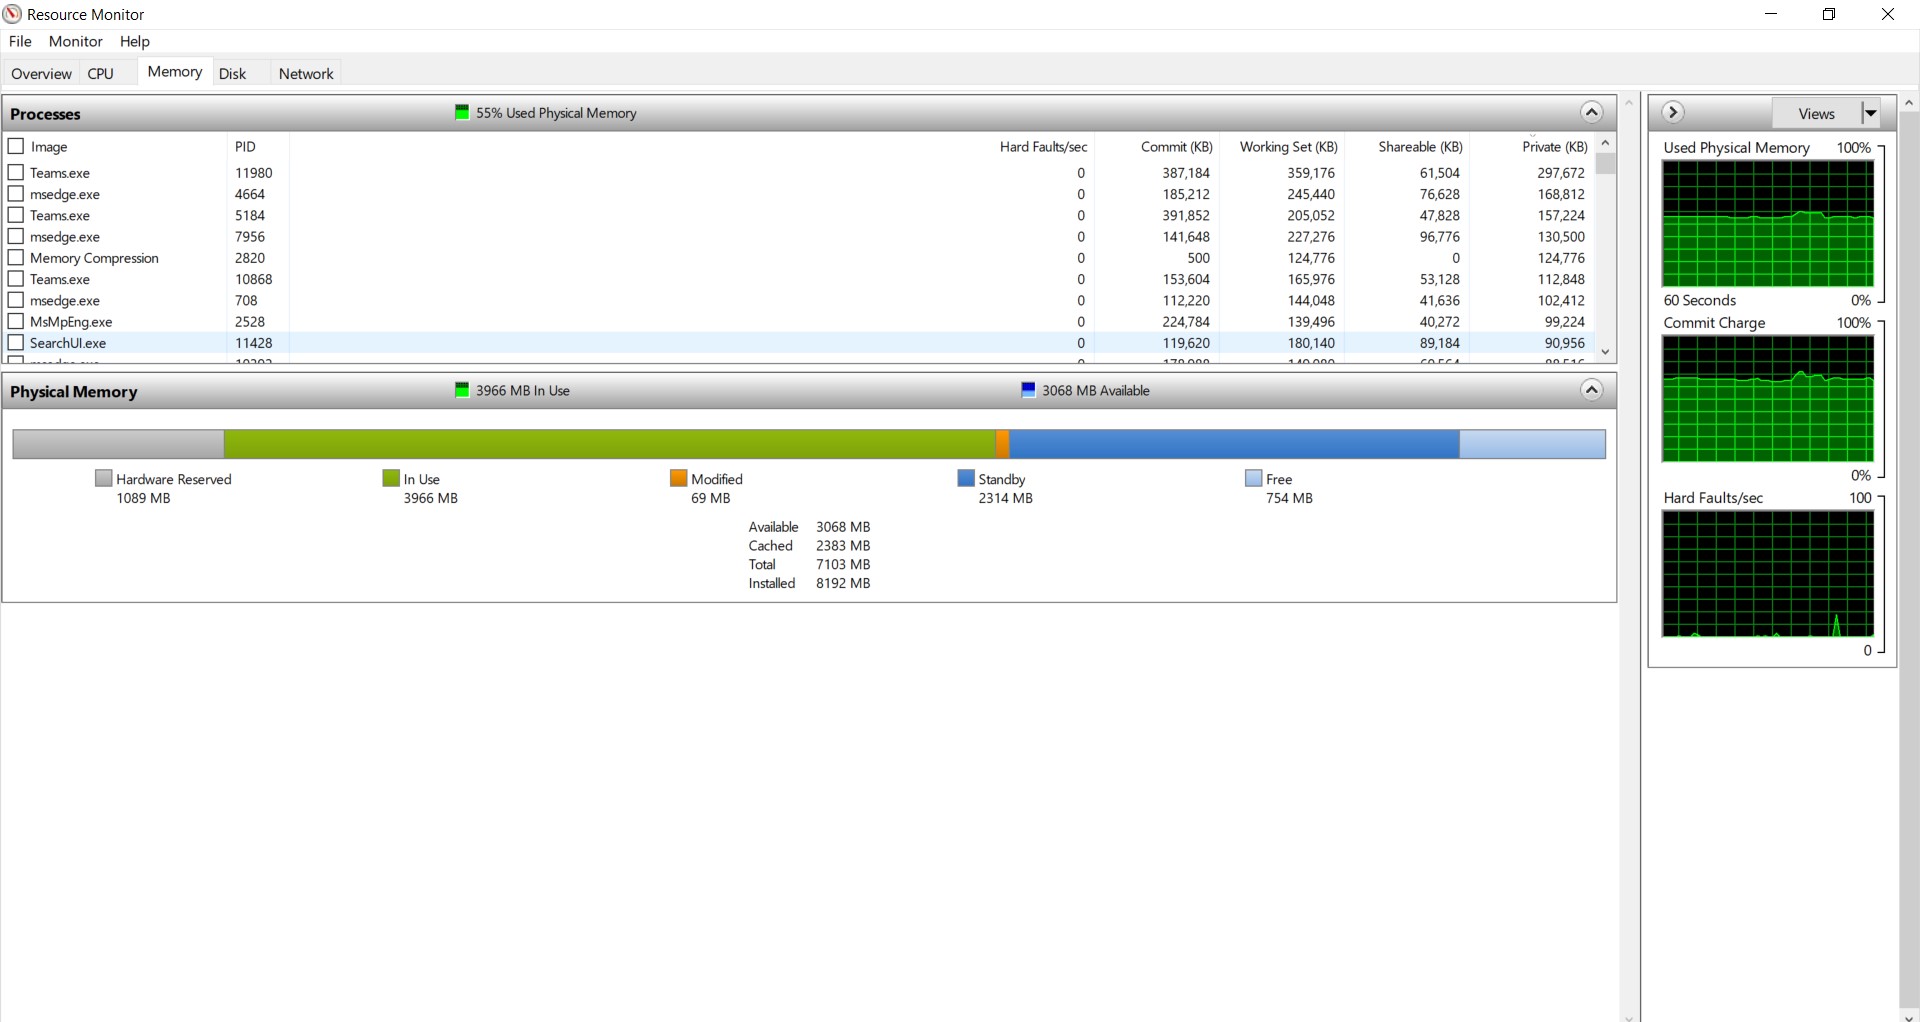 Resource Monitor
File Monitor Help
Overview CPU Memory Disk Network
Processes 55% Used Physical Memory
Image PID Hard Faults/sec Commit (KB) Working Set (KB) Shareable (KB) Private (KB)
Teams.exe 11980 0 387,184 359,176 61,504 297,672
msedge.exe 4664 0 185,212 245,440 76,628 168,812
Teams.exe 5184 0 391,852 205,052 47,828 157,224
msedge.exe 7956 0 141,648 227,276 96,776 130,500
Memory Compression 2820 0 500 124,776 0 124,776
Teams.exe 10868 0 153,604 165,976 53,128 112,848
msedge.exe 708 0 112,220 144,048 41,636 102,412
MsMpEng.exe 2528 0 224,784 139,496 40,272 99,224
SearchUI.exe 11428 0 119,620 180,140 89,184 90,956
Physical Memory 3966 MB In Use 3068 MB Available
Hardware Reserved In Use Modified Standby Free
1089 MB 3966 MB 69 MB 2314 MB 754 MB
Available 3068 MB
Cached 2383 MB
Total 7103 MB
Installed 8192 MB
Views
Used Physical Memory 100%
60 Seconds 0%
Commit Charge 100%
0%
Hard Faults/sec 100
0